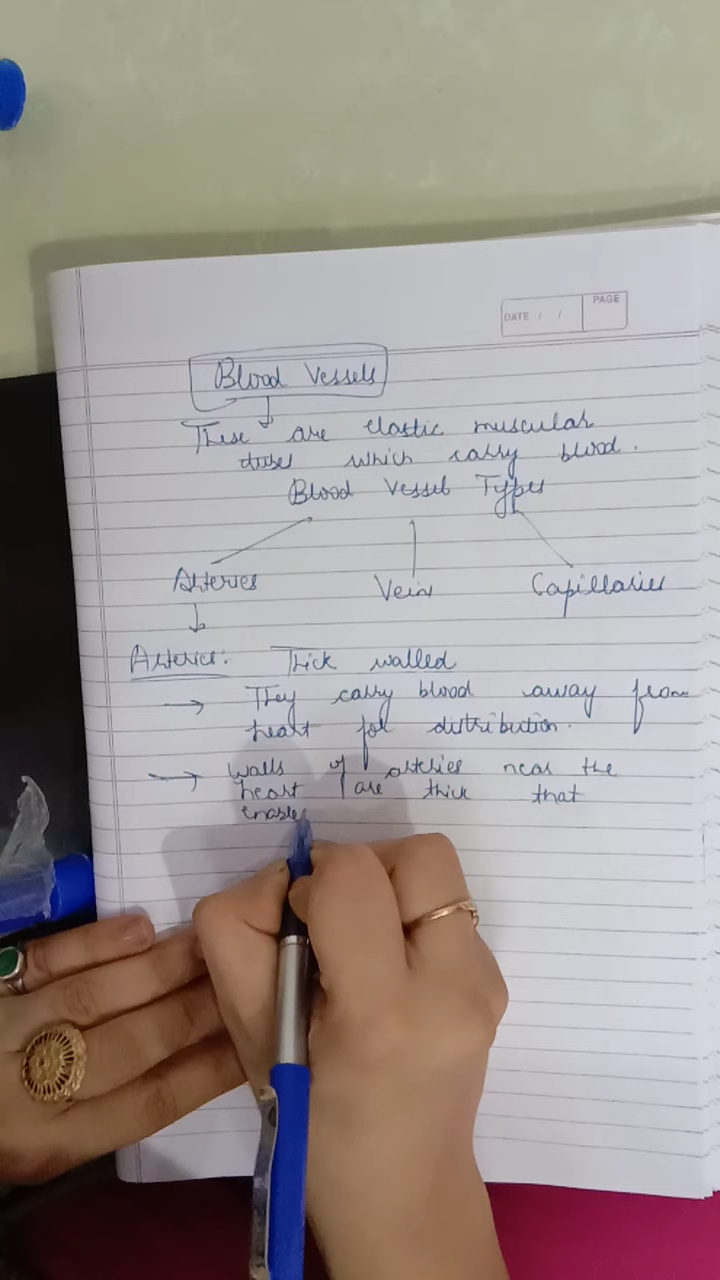 DATE / / PAGE
Blood Vessels
These are elastic muscular
tubes which carry blood.
Blood Vessel Types
Arteries Vein Capillaries
Arteries: Thick walled
→ They carry blood away from
heart for distribution.
→ Walls of arteries near the
heart are thick that
enable